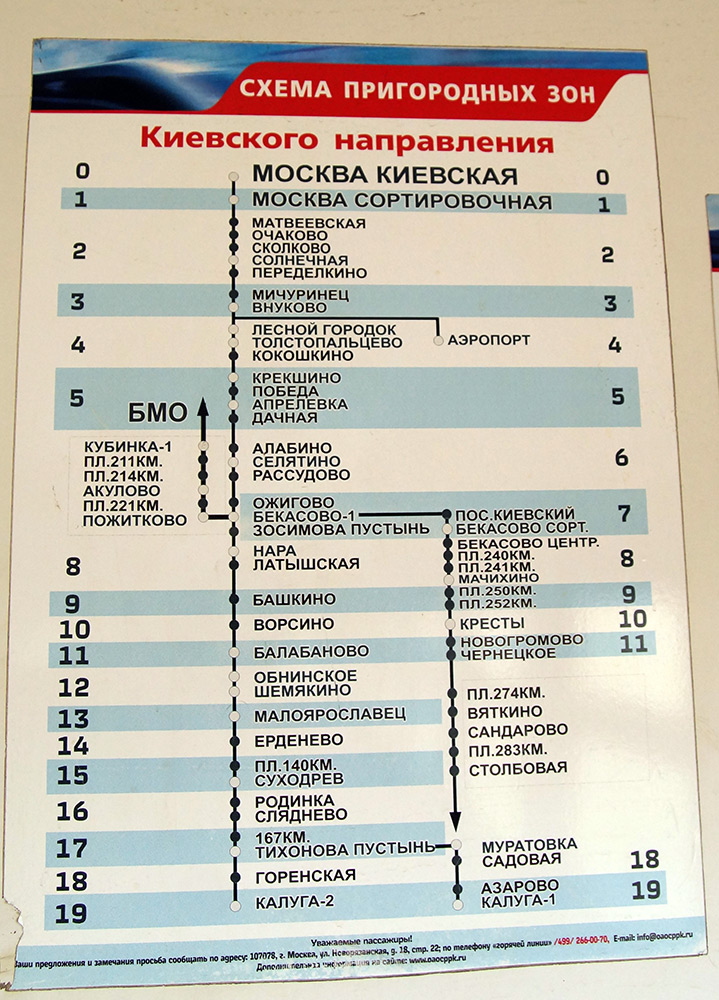 СХЕМА ПРИГОРОДНЫХ ЗОН
Киевского направления
0 МОСКВА КИЕВСКАЯ 0
1 МОСКВА СОРТИРОВОЧНАЯ 1
МАТВЕЕВСКАЯ
ОЧАКОВО
2 СКОЛКОВО 2
СОЛНЕЧНАЯ
ПЕРЕДЕЛКИНО
3 МИЧУРИНЕЦ 3
ВНУКОВО
ЛЕСНОЙ ГОРОДОК
4 ТОЛСТОПАЛЬЦЕВО АЭРОПОРТ 4
КОКОШКИНО
КРЕКШИНО
5 ПОБЕДА 5
АПРЕЛЕВКА
БМО ДАЧНАЯ
КУБИНКА-1 АЛАБИНО
ПЛ.211КМ. СЕЛЯТИНО 6
ПЛ.214КМ. РАССУДОВО
АКУЛОВО
ПЛ.221КМ. ОЖИГОВО
ПОЖИТКОВО БЕКАСОВО-1 ПОС.КИЕВСКИЙ 7
ЗОСИМОВА ПУСТЫНЬ БЕКАСОВО СОРТ.
НАРА БЕКАСОВО ЦЕНТР.
ПЛ.240КМ. 8
8 ЛАТЫШСКАЯ ПЛ.241КМ.
МАЧИХИНО
9 БАШКИНО ПЛ.250КМ. 9
ПЛ.252КМ.
10 ВОРСИНО КРЕСТЫ 10
НОВОГРОМОВО 11
11 БАЛАБАНОВО ЧЕРНЕЦКОЕ
ОБНИНСКОЕ
12 ШЕМЯКИНО ПЛ.274КМ.
13 МАЛОЯРОСЛАВЕЦ ВЯТКИНО
САНДАРОВО
14 ЕРДЕНЕВО ПЛ.283КМ.
ПЛ.140КМ. СТОЛБОВАЯ
15 СУХОДРЕВ
РОДИНКА
16 СЛЯДНЕВО
167КМ.
17 ТИХОНОВА ПУСТЫНЬ МУРАТОВКА
САДОВАЯ 18
18 ГОРЕНСКАЯ
АЗАРОВО 19
19 КАЛУГА-2 КАЛУГА-1
Уважаемые пассажиры!
Ваши предложения и замечания просьба сообщать по адресу: 107078, г. Москва, ул. Новорязанская, д. 18, стр. 22; по телефону «горячей линии» /499/ 266-00-70, E-mail: info@oaocppk.ru
Дополнительная информация на сайте: www.oaocppk.ru